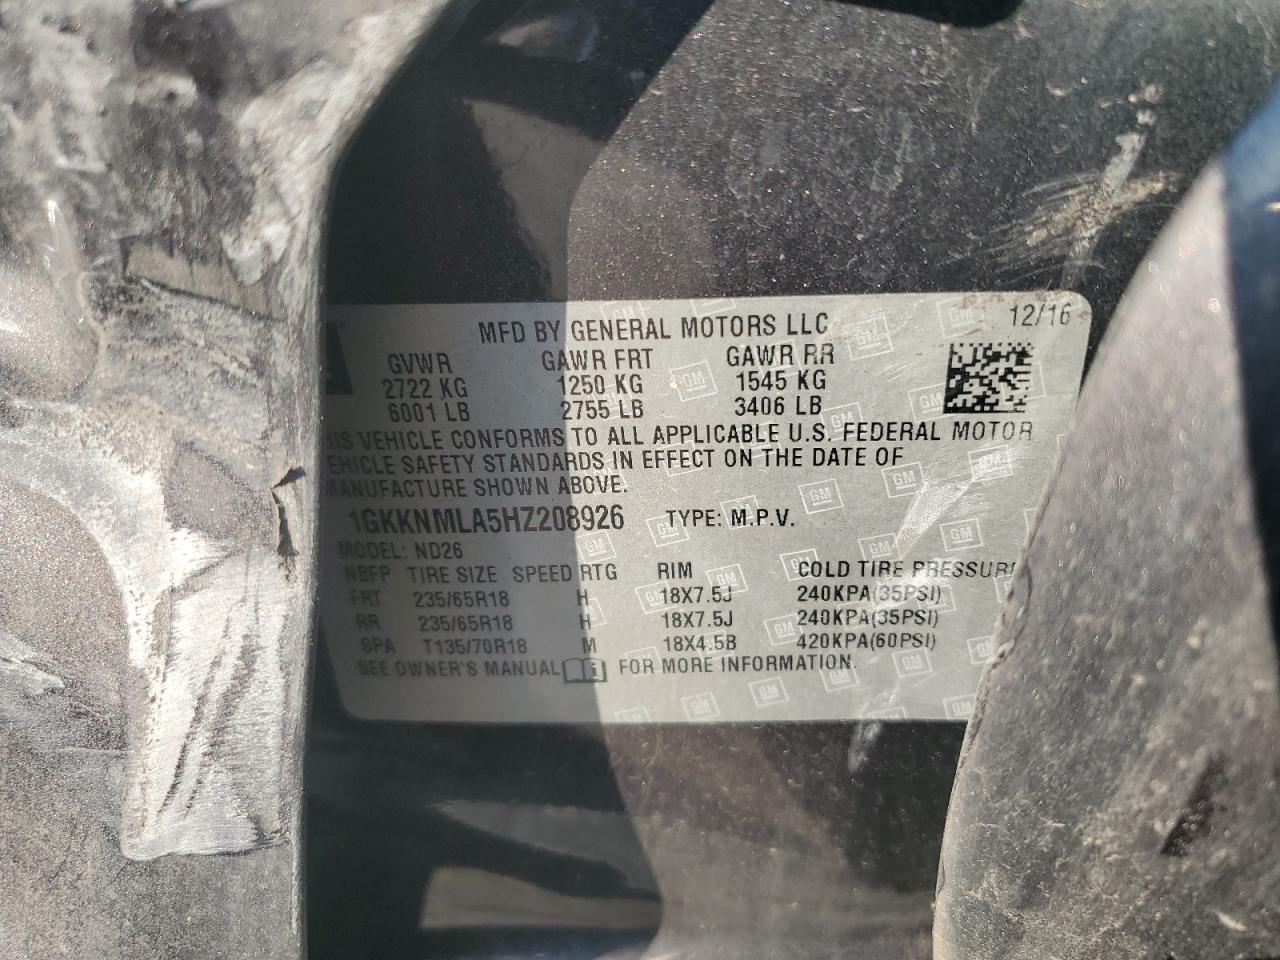 MFD BY GENERAL MOTORS LLC 12/16
GVWR GAWR FRT GAWR RR
2722 KG 1250 KG 1545 KG
6001 LB 2755 LB 3406 LB
HIS VEHICLE CONFORMS TO ALL APPLICABLE U.S. FEDERAL MOTOR
EHICLE SAFETY STANDARDS IN EFFECT ON THE DATE OF
MANUFACTURE SHOWN ABOVE.
1GKKNMLA5HZ208926 TYPE: M.P.V.
MODEL: ND26
NBFP TIRE SIZE SPEED RTG RIM COLD TIRE PRESSURE
FRT 235/65R18 H 18X7.5J 240KPA(35PSI)
RR 235/65R18 H 18X7.5J 240KPA(35PSI)
SPA T135/70R18 M 18X4.5B 420KPA(60PSI)
SEE OWNER'S MANUAL FOR MORE INFORMATION.